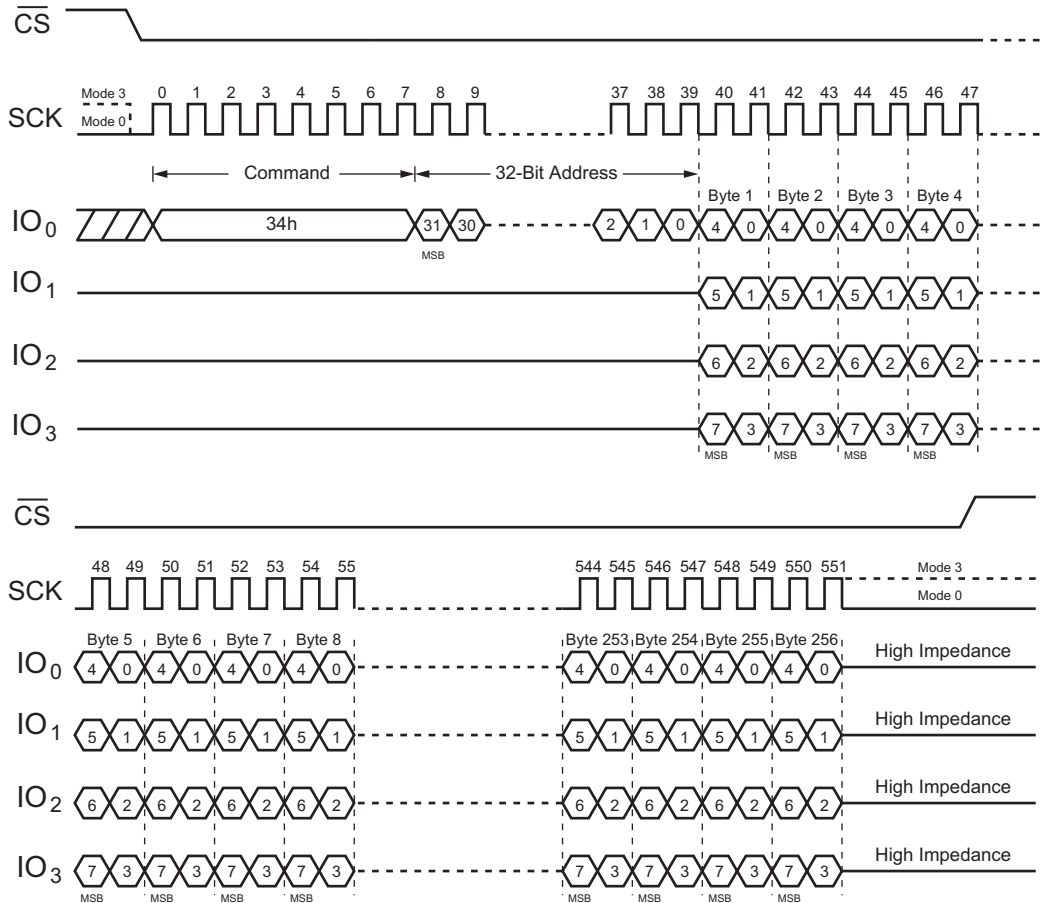 CS
Mode 3
Mode 0
SCK
0 1 2 3 4 5 6 7 8 9 37 38 39 40 41 42 43 44 45 46 47
Command 32-Bit Address
Byte 1 Byte 2 Byte 3 Byte 4
IO0 34h 31 30 2 1 0 4 0 4 0 4 0 4 0
MSB
IO1 5 1 5 1 5 1 5 1
IO2 6 2 6 2 6 2 6 2
IO3 7 3 7 3 7 3 7 3
MSB MSB MSB MSB
CS
48 49 50 51 52 53 54 55 544 545 546 547 548 549 550 551 Mode 3
SCK Mode 0
Byte 5 Byte 6 Byte 7 Byte 8 Byte 253 Byte 254 Byte 255 Byte 256
IO0 4 0 4 0 4 0 4 0 4 0 4 0 4 0 4 0 High Impedance
IO1 5 1 5 1 5 1 5 1 5 1 5 1 5 1 5 1 High Impedance
IO2 6 2 6 2 6 2 6 2 6 2 6 2 6 2 6 2 High Impedance
IO3 7 3 7 3 7 3 7 3 7 3 7 3 7 3 7 3 High Impedance
MSB MSB MSB MSB MSB MSB MSB MSB